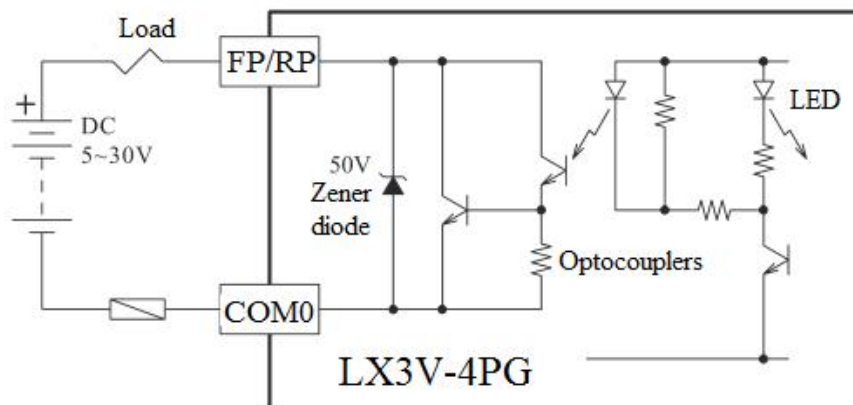 Load
FP/RP
+
DC
5~30V
LED
50V
Zener
diode
Optocouplers
COM0
LX3V-4PG